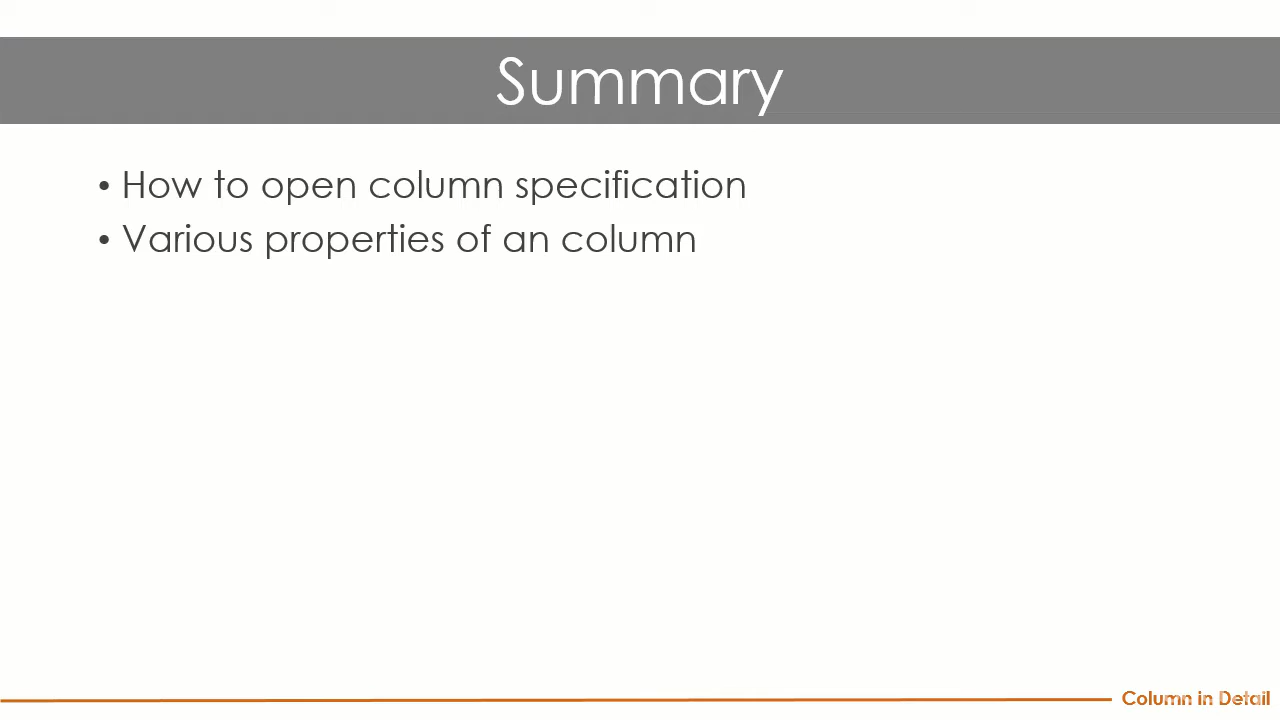 Summary
• How to open column specification
• Various properties of an column
Column in Detail